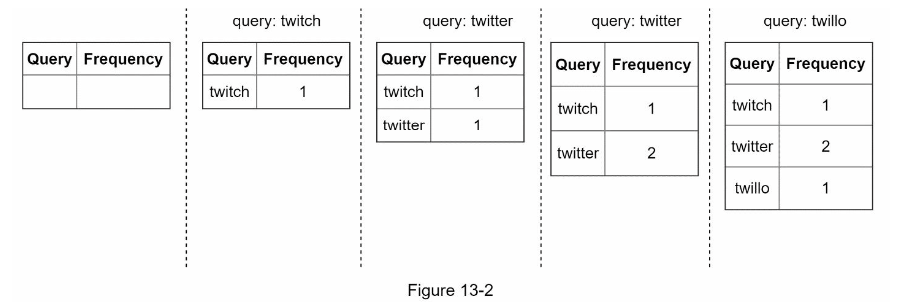 query: twitch
query: twitter
query: twitter
query: twillo
Query Frequency
Query Frequency
twitch 1
Query Frequency
twitch 1
twitter 1
Query Frequency
twitch 1
twitter 2
Query Frequency
twitch 1
twitter 2
twillo 1
Figure 13-2